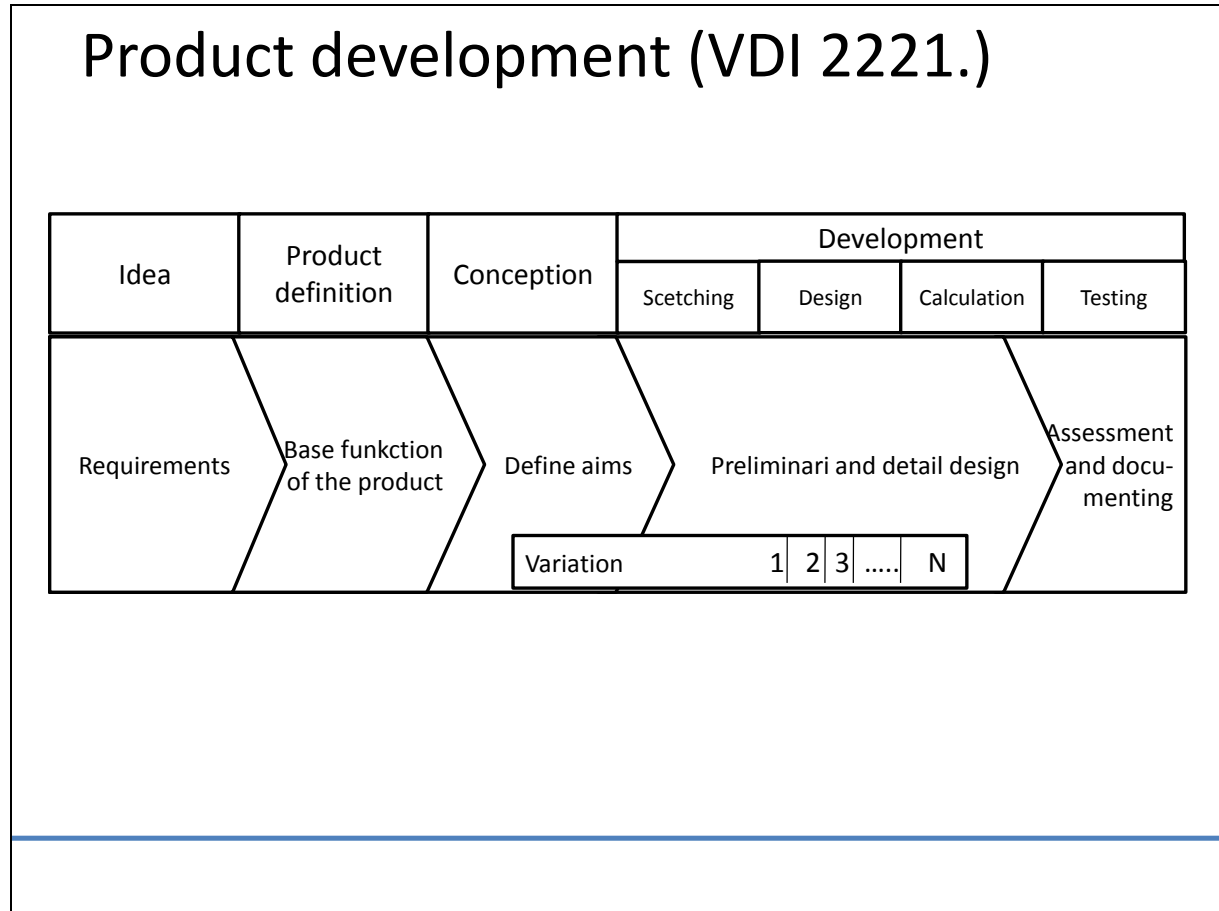 Product development (VDI 2221.)
Idea
Product
definition
Conception
Development
Scetching
Design
Calculation
Testing
Requirements
Base funkction
of the product
Define aims
Preliminari and detail design
Assessment
and docu-
menting
Variation 1 2 3 ..... N